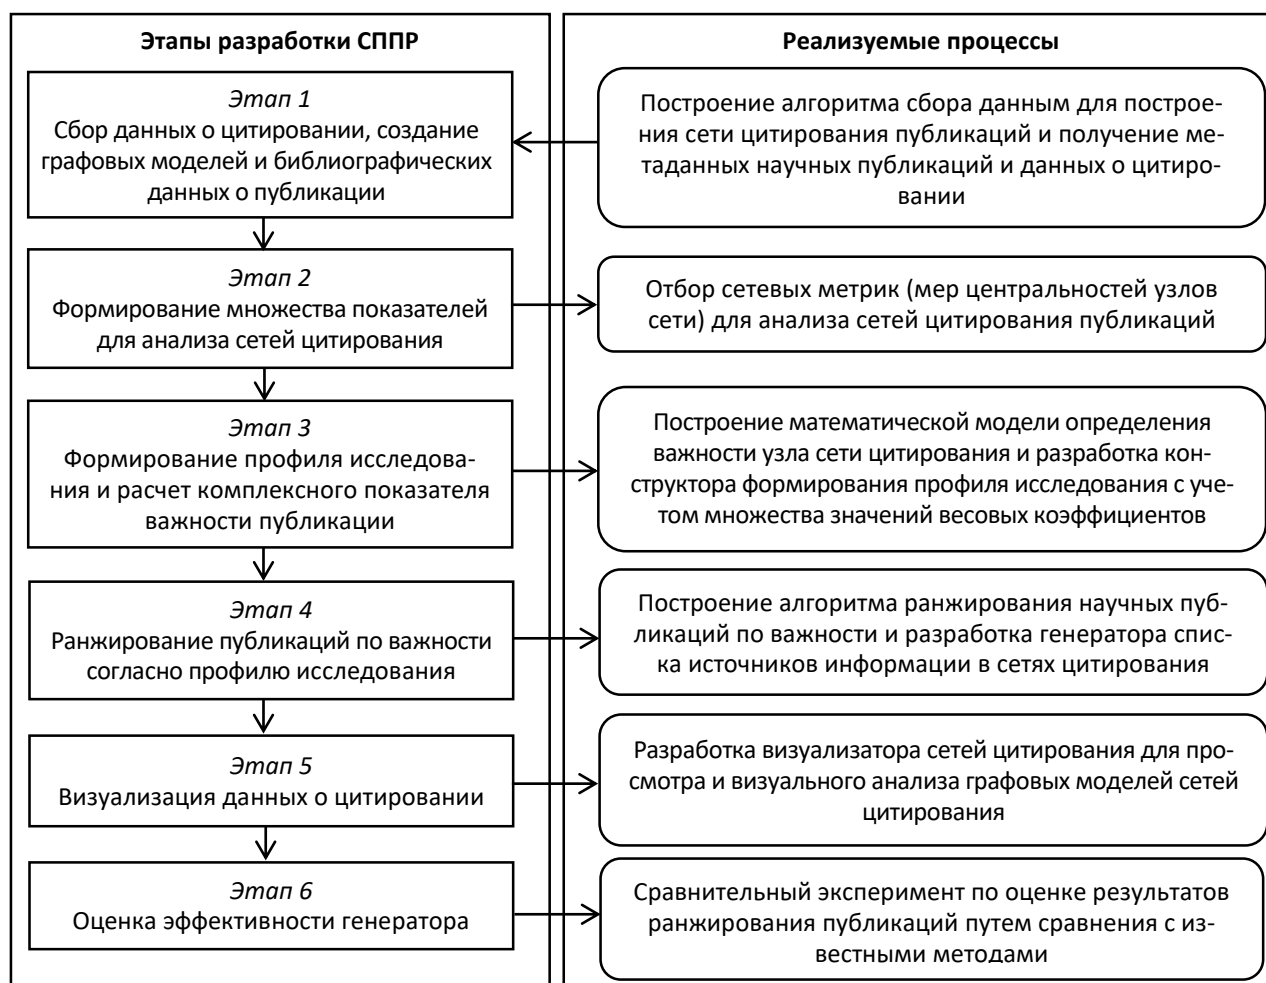 Этапы разработки СППР
Этап 1
Сбор данных о цитировании, создание
графовых моделей и библиографических
данных о публикации
Этап 2
Формирование множества показателей
для анализа сетей цитирования
Этап 3
Формирование профиля исследова-
ния и расчет комплексного показателя
важности публикации
Этап 4
Ранжирование публикаций по важности
согласно профилю исследования
Этап 5
Визуализация данных о цитировании
Этап 6
Оценка эффективности генератора
Реализуемые процессы
Построение алгоритма сбора данным для построе-
ния сети цитирования публикаций и получение ме-
таданных научных публикаций и данных о цитиро-
вании
Отбор сетевых метрик (мер центральностей узлов
сети) для анализа сетей цитирования публикаций
Построение математической модели определения
важности узла сети цитирования и разработка кон-
структора формирования профиля исследования с уче-
том множества значений весовых коэффициентов
Построение алгоритма ранжирования научных пуб-
ликаций по важности и разработка генератора спис-
ка источников информации в сетях цитирования
Разработка визуализатора сетей цитирования для про-
смотра и визуального анализа графовых моделей сетей
цитирования
Сравнительный эксперимент по оценке результатов
ранжирования публикаций путем сравнения с из-
вестными методами